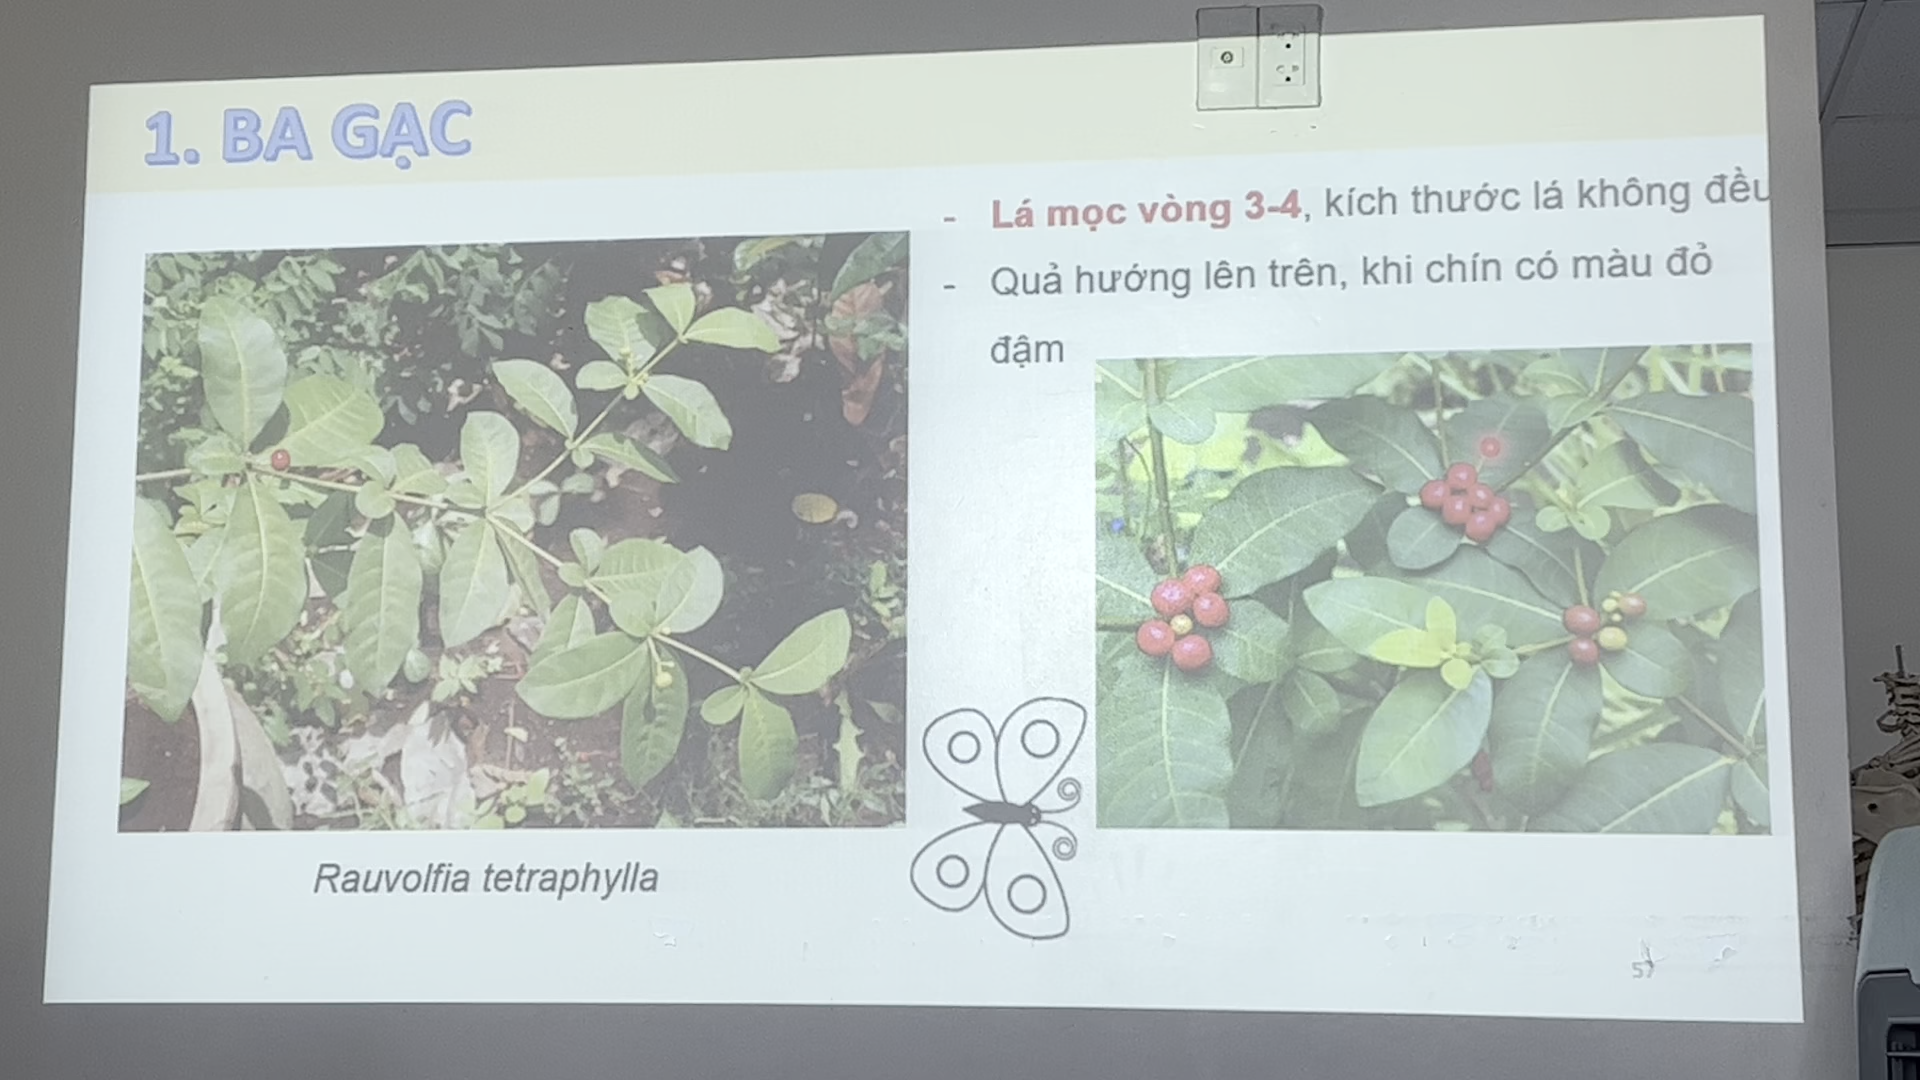 1. BA GẠC
- Lá mọc vòng 3-4, kích thước lá không đều
- Quả hướng lên trên, khi chín có màu đỏ
đậm
Rauvolfia tetraphylla
57